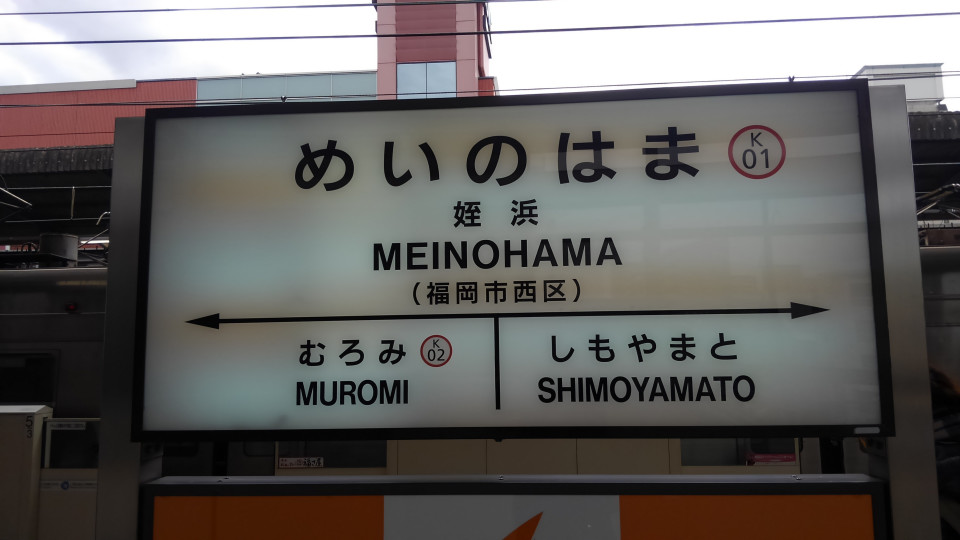 めいのはま K 01
姪浜
MEINOHAMA
(福岡市西区)
むろみ K 02
MUROMI
しもやまと
SHIMOYAMATO
53